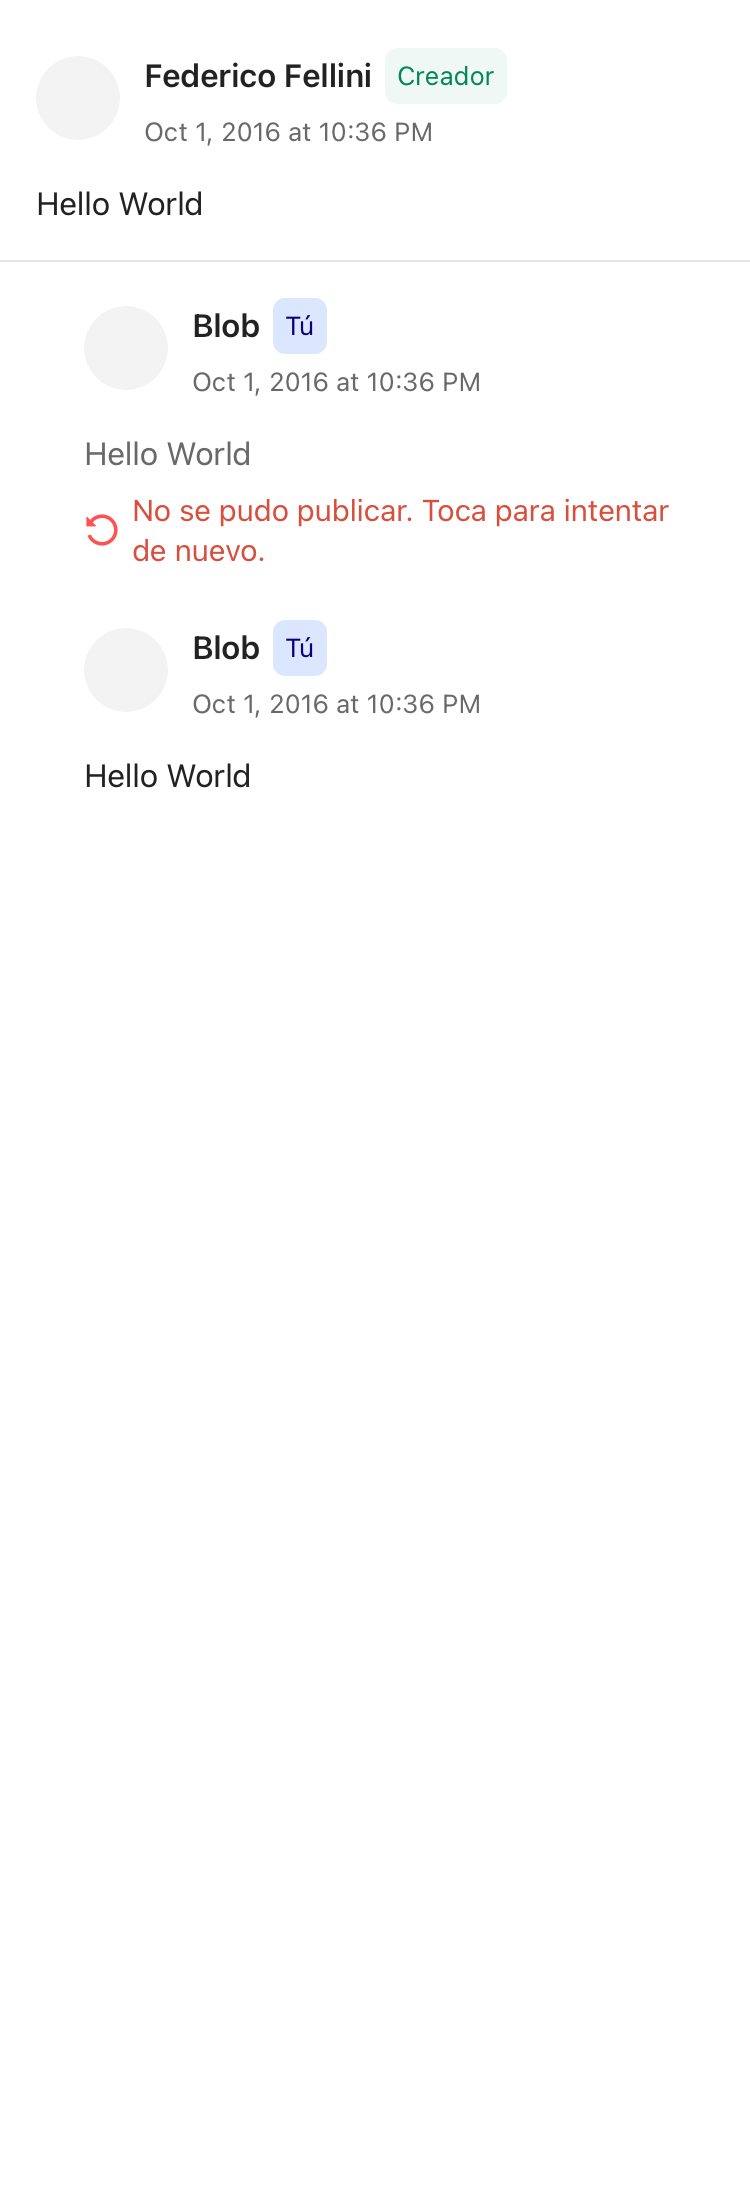 Federico Fellini Creador
Oct 1, 2016 at 10:36 PM
Hello World
Blob Tú
Oct 1, 2016 at 10:36 PM
Hello World
No se pudo publicar. Toca para intentar
de nuevo.
Blob Tú
Oct 1, 2016 at 10:36 PM
Hello World